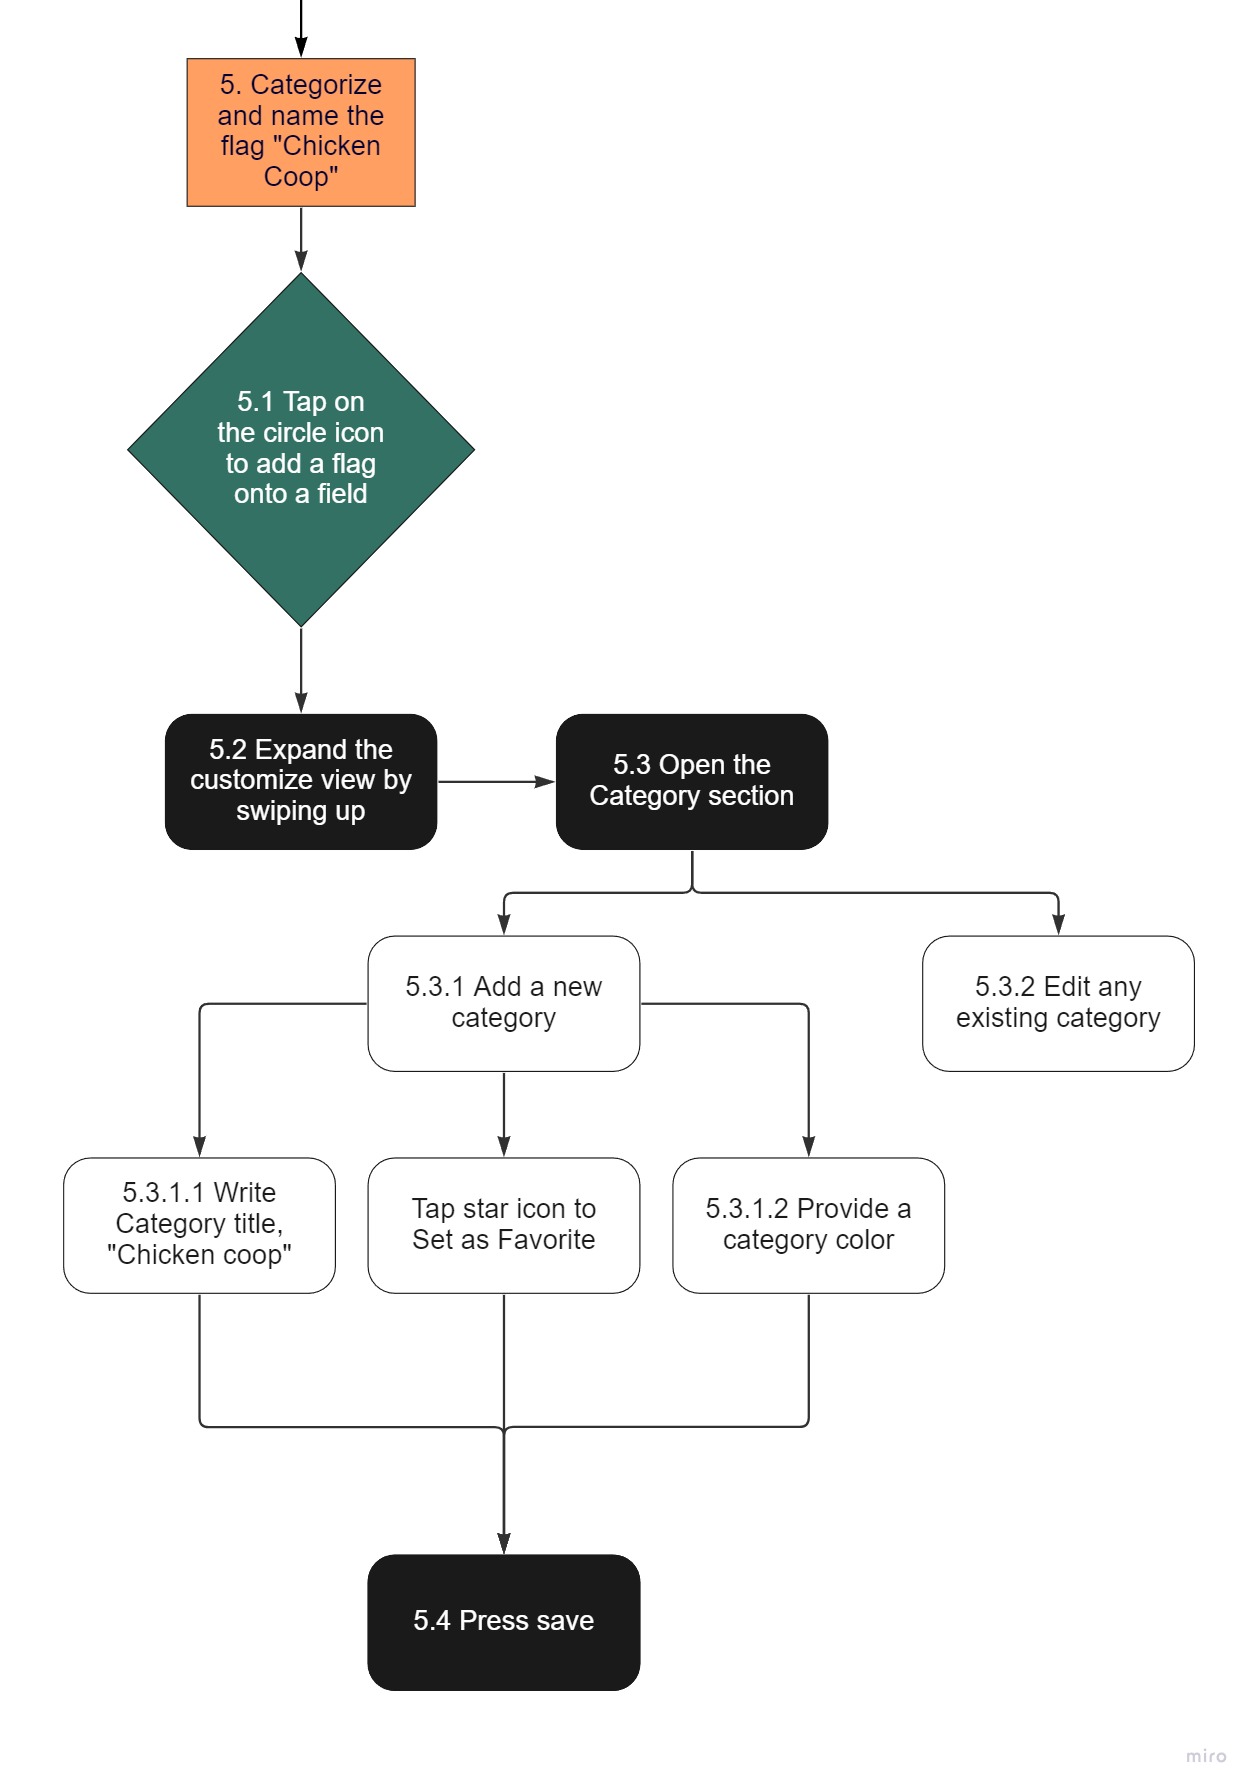 5. Categorize
and name the
flag "Chicken
Coop"
5.1 Tap on
the circle icon
to add a flag
onto a field
5.2 Expand the
customize view by
swiping up
5.3 Open the
Category section
5.3.1 Add a new
category
5.3.2 Edit any
existing category
5.3.1.1 Write
Category title,
"Chicken coop"
Tap star icon to
Set as Favorite
5.3.1.2 Provide a
category color
5.4 Press save
miro